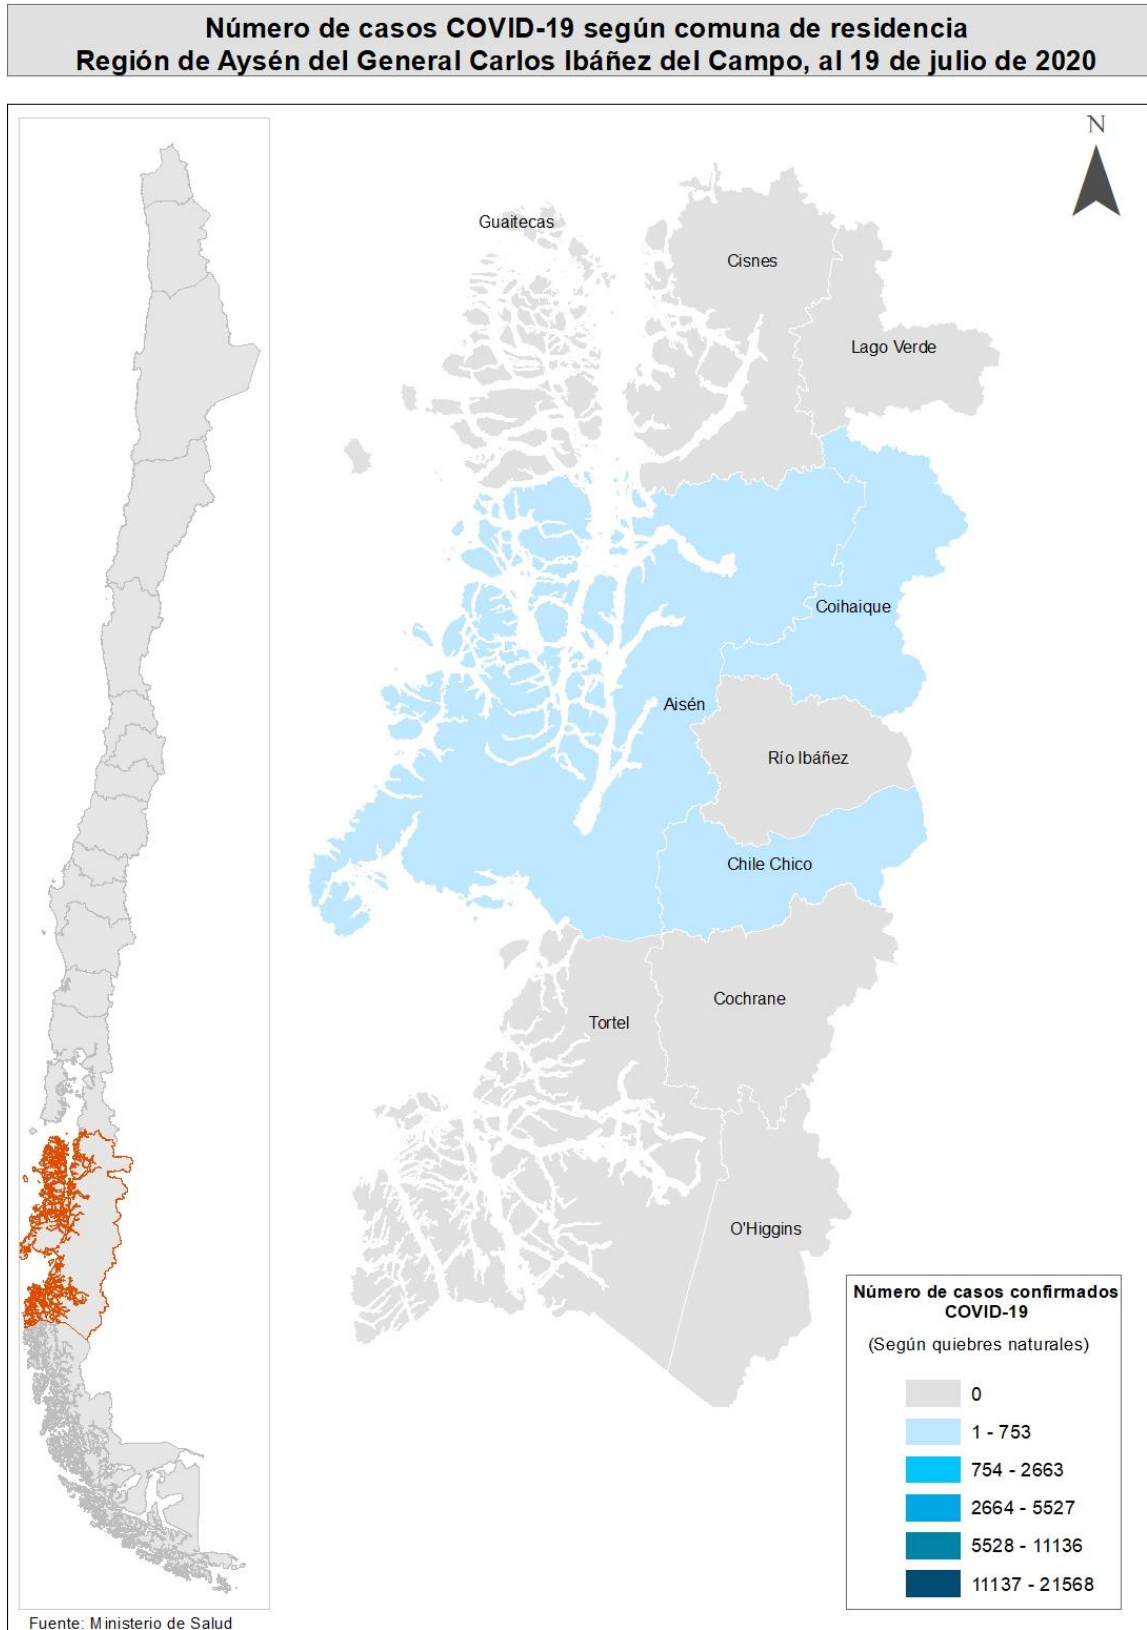 Número de casos COVID-19 según comuna de residencia
Región de Aysén del General Carlos Ibáñez del Campo, al 19 de julio de 2020
N
Guaitecas
Cisnes
Lago Verde
Coihaique
Aisén
Río Ibáñez
Chile Chico
Cochrane
Tortel
O'Higgins
Número de casos confirmados
COVID-19
(Según quiebres naturales)
0
1 - 753
754 - 2663
2664 - 5527
5528 - 11136
11137 - 21568
Fuente: Ministerio de Salud